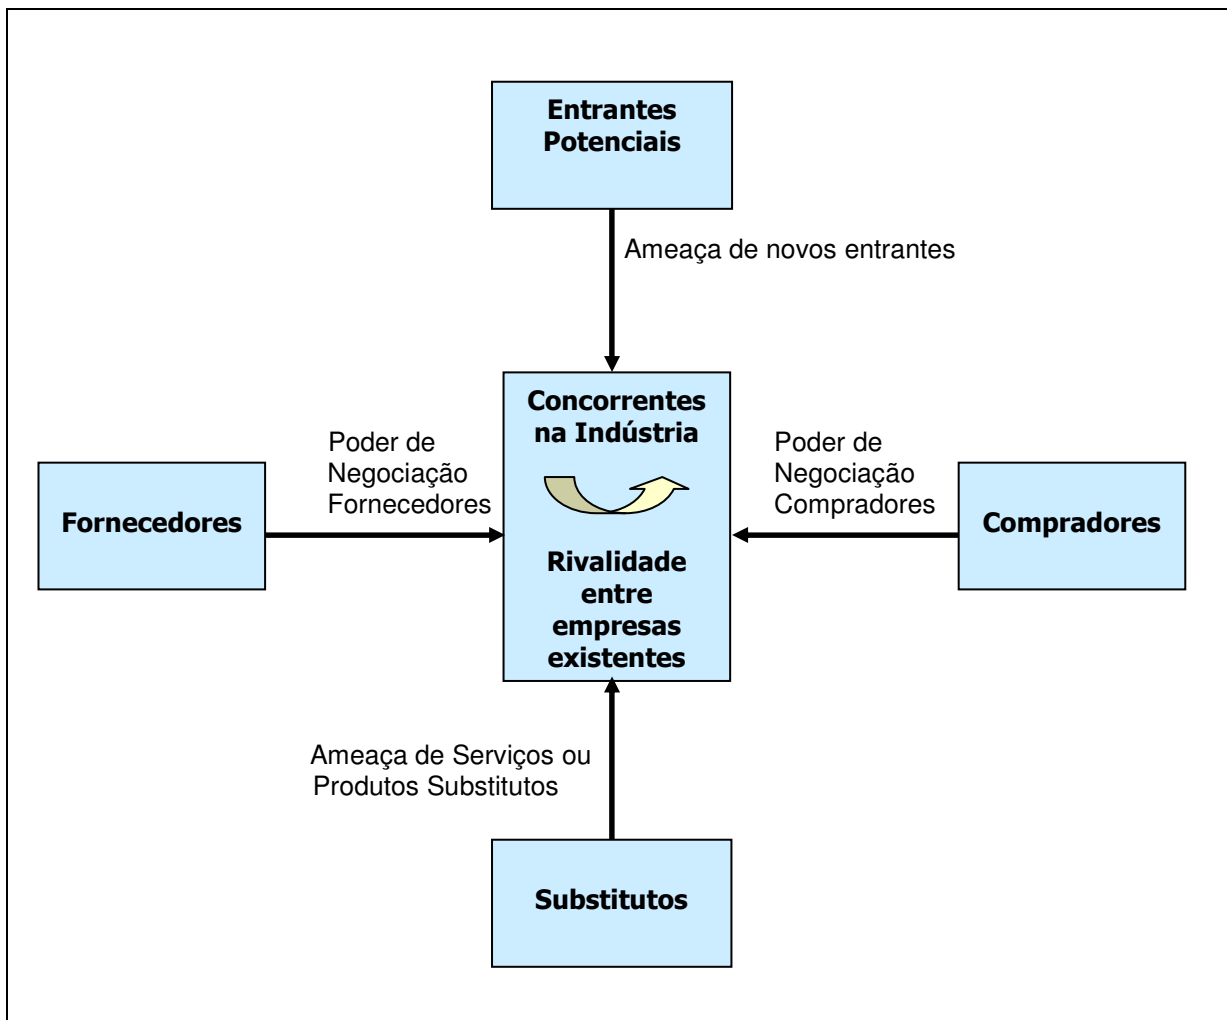 Entrantes
Potenciais
Ameaça de novos entrantes
Concorrentes
na Indústria
Poder de
Negociação
Fornecedores
Poder de
Negociação
Compradores
Fornecedores
Compradores
Rivalidade
entre
empresas
existentes
Ameaça de Serviços ou
Produtos Substitutos
Substitutos